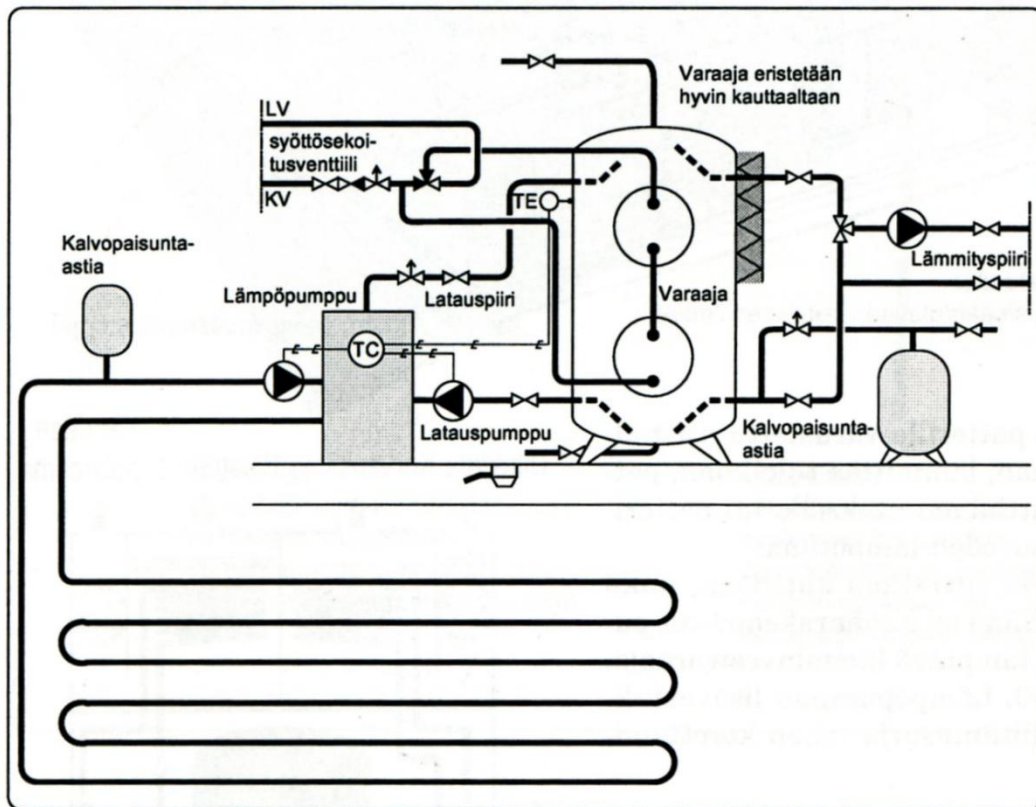 Varaaja eristetään
hyvin kauttaaltaan
LV
syöttösekoi-
tusventtiili
KV
TE
Kalvopaisunta-
astia
Lämpöpumppu
Latauspiiri
Varaaja
Lämmityspiiri
TC
Latauspumppu
Kalvopaisunta-
astia